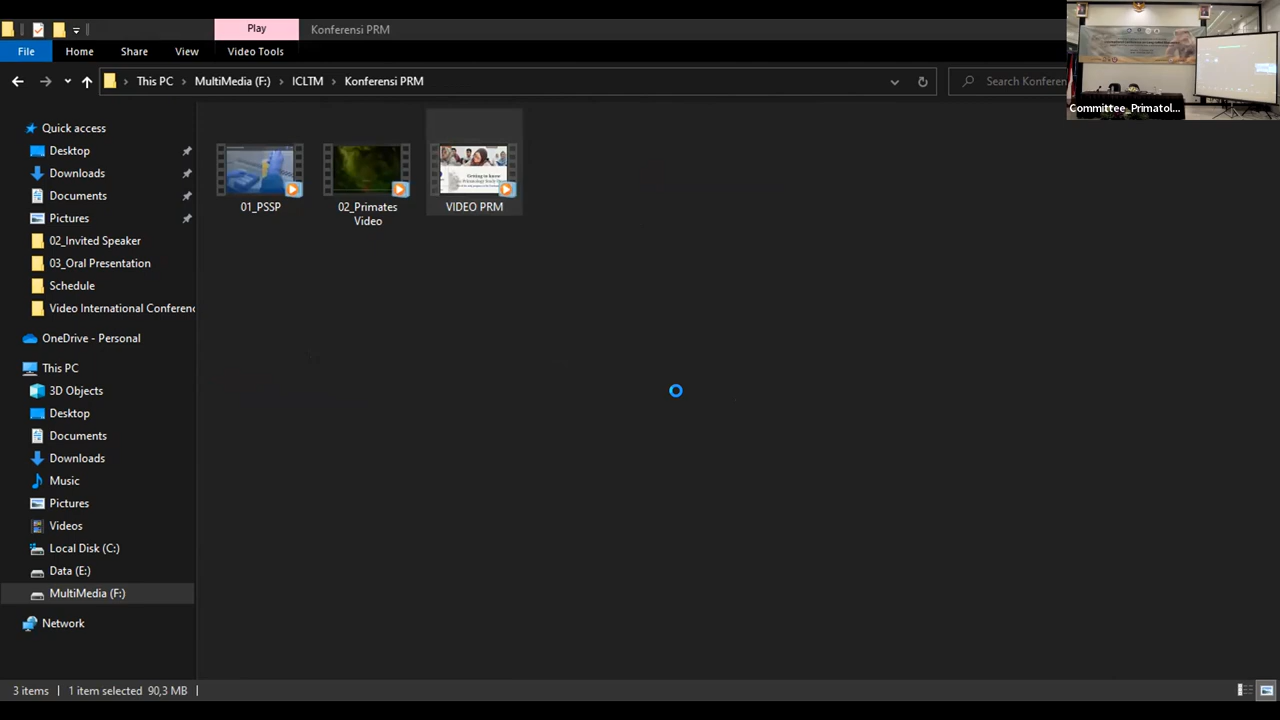 Play
Konferensi PRM
File
Home
Share
View
Video Tools
This PC
MultiMedia (F:)
ICLTM
Konferensi PRM
Search Konferen
Committee_Primatol...
Quick access
Desktop
Downloads
Documents
Pictures
02_Invited Speaker
03_Oral Presentation
Schedule
Video International Conferenc
OneDrive - Personal
This PC
3D Objects
Desktop
Documents
Downloads
Music
Pictures
Videos
Local Disk (C:)
Data (E:)
MultiMedia (F:)
Network
01_PSSP
02_Primates
Video
Getting to know
VIDEO PRM
3 items
1 item selected 90,3 MB